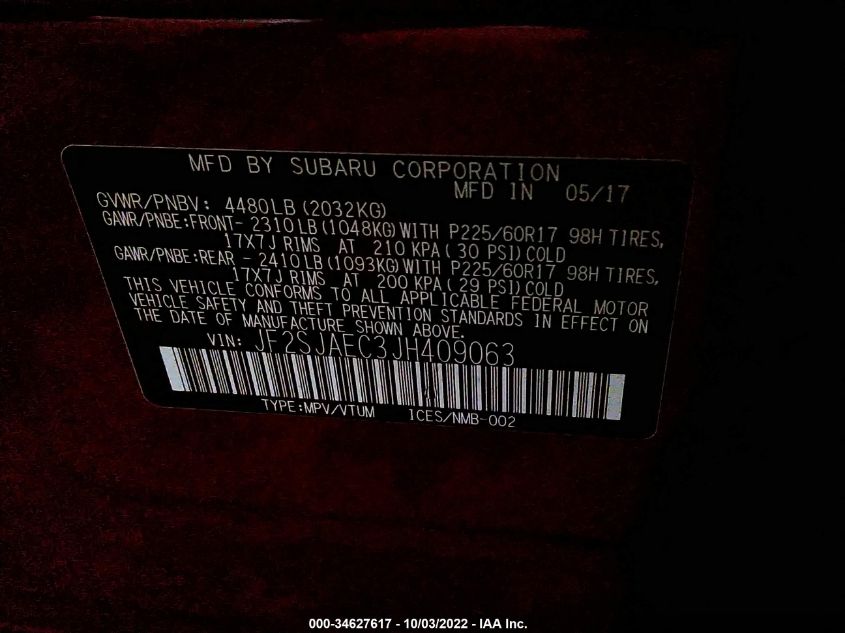 MFD BY SUBARU CORPORATION
MFD IN 05/17
GVWR/PNBV: 4480LB (2032KG)
GAWR/PNBE:FRONT- 2310LB (1048KG) WITH P225/60R17 98H TIRES,
17X7J RIMS AT 210 KPA ( 30 PSI) COLD
GAWR/PNBE:REAR - 2410LB (1093KG) WITH P225/60R17 98H TIRES,
17X7J RIMS AT 200 KPA ( 29 PSI) COLD
THIS VEHICLE CONFORMS TO ALL APPLICABLE FEDERAL MOTOR
VEHICLE SAFETY AND THEFT PREVENTION STANDARDS IN EFFECT ON
THE DATE OF MANUFACTURE SHOWN ABOVE.
VIN: JF2SJAEC3JH409063
TYPE:MPV/VTUM ICES/NMB-002
000-34627617 - 10/03/2022 - IAA Inc.